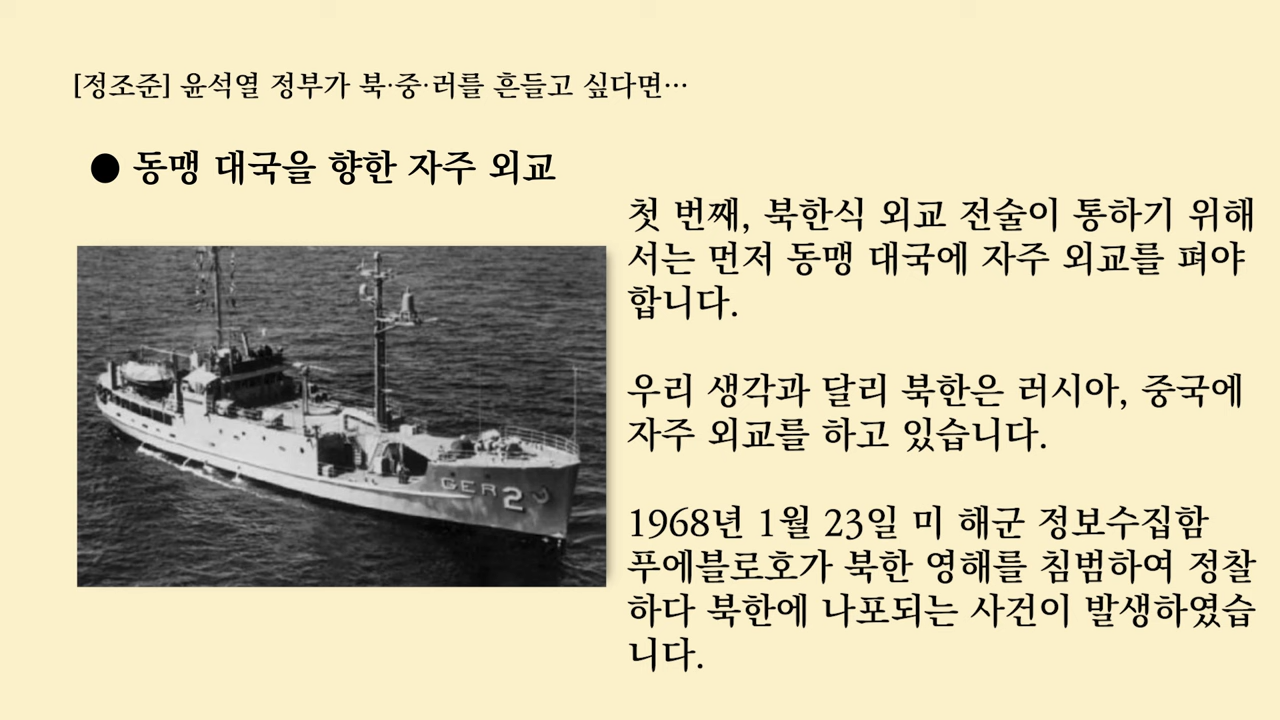 [정조준] 윤석열 정부가 북·중·러를 흔들고 싶다면…
● 동맹 대국을 향한 자주 외교
첫 번째, 북한식 외교 전술이 통하기 위해
서는 먼저 동맹 대국에 자주 외교를 펴야
합니다.
우리 생각과 달리 북한은 러시아, 중국에
자주 외교를 하고 있습니다.
1968년 1월 23일 미 해군 정보수집함
푸에블로호가 북한 영해를 침범하여 정찰
하다 북한에 나포되는 사건이 발생하였습
니다.
GER 2